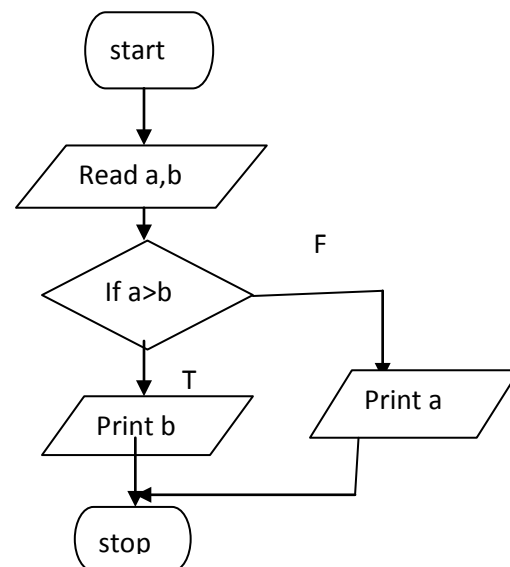 start
Read a,b
F
If a>b
T
Print a
Print b
stop